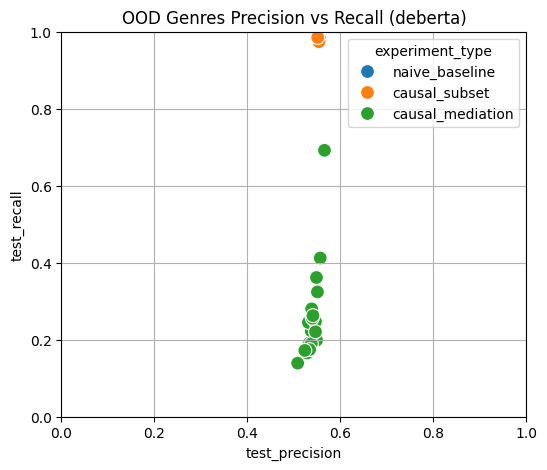 OOD Genres Precision vs Recall (deberta)
experiment_type
naive_baseline
causal_subset
causal_mediation
1.0
0.8
0.6
0.4
0.2
0.0
test_recall
0.0 0.2 0.4 0.6 0.8 1.0
test_precision